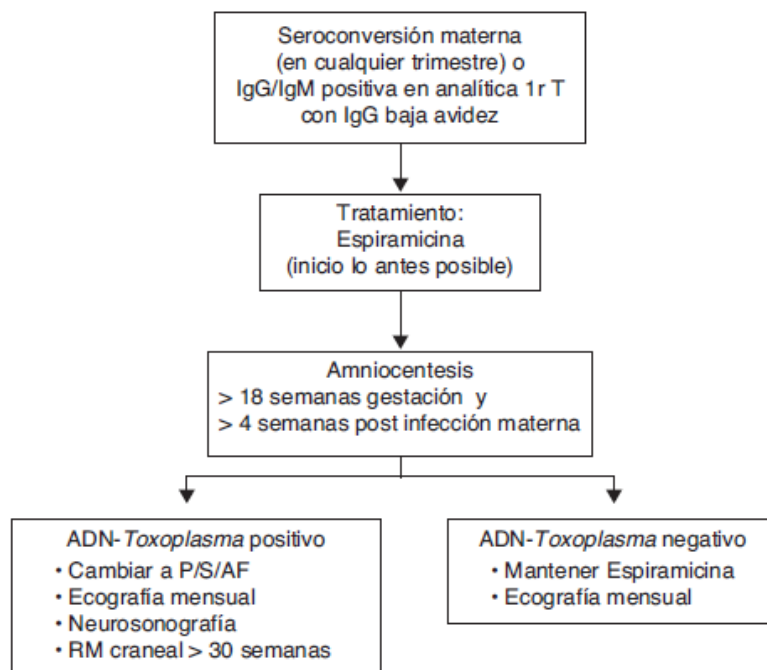 Seroconversión materna
(en cualquier trimestre) o
IgG/IgM positiva en analítica 1r T
con IgG baja avidez
Tratamiento:
Espiramicina
(inicio lo antes posible)
Amniocentesis
> 18 semanas gestación y
> 4 semanas post infección materna
ADN-Toxoplasma positivo
• Cambiar a P/S/AF
• Ecografía mensual
• Neurosonografía
• RM craneal > 30 semanas
ADN-Toxoplasma negativo
• Mantener Espiramicina
• Ecografía mensual